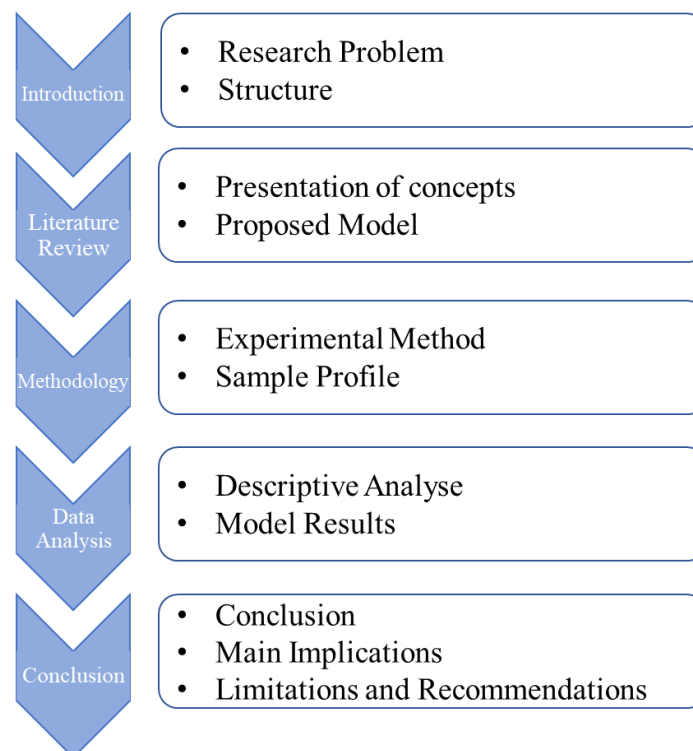 Introduction
• Research Problem
• Structure
Literature
Review
• Presentation of concepts
• Proposed Model
Methodology
• Experimental Method
• Sample Profile
Data
Analysis
• Descriptive Analyse
• Model Results
Conclusion
• Conclusion
• Main Implications
• Limitations and Recommendations